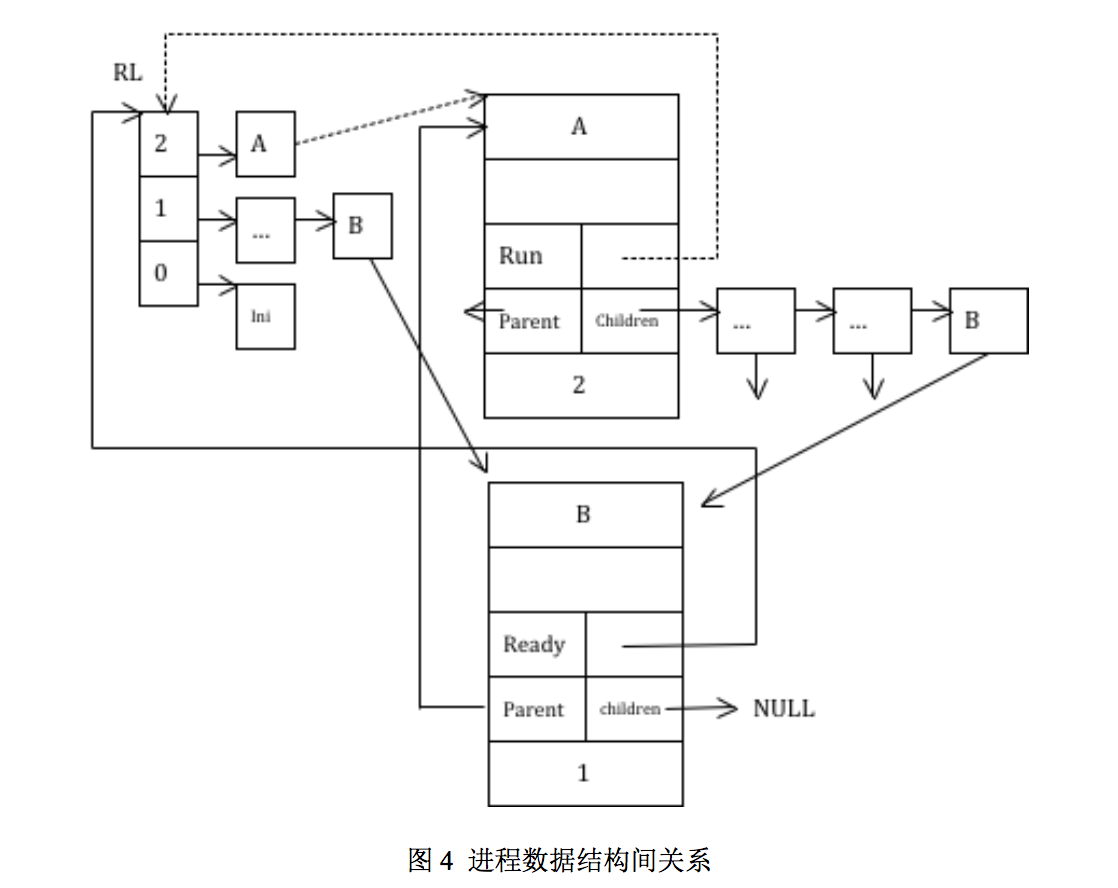 RL
2
A
A
1
...
B
0
Ini
Run
Parent
Children
...
...
B
2
B
Ready
Parent
children
NULL
1
图 4 进程数据结构间关系